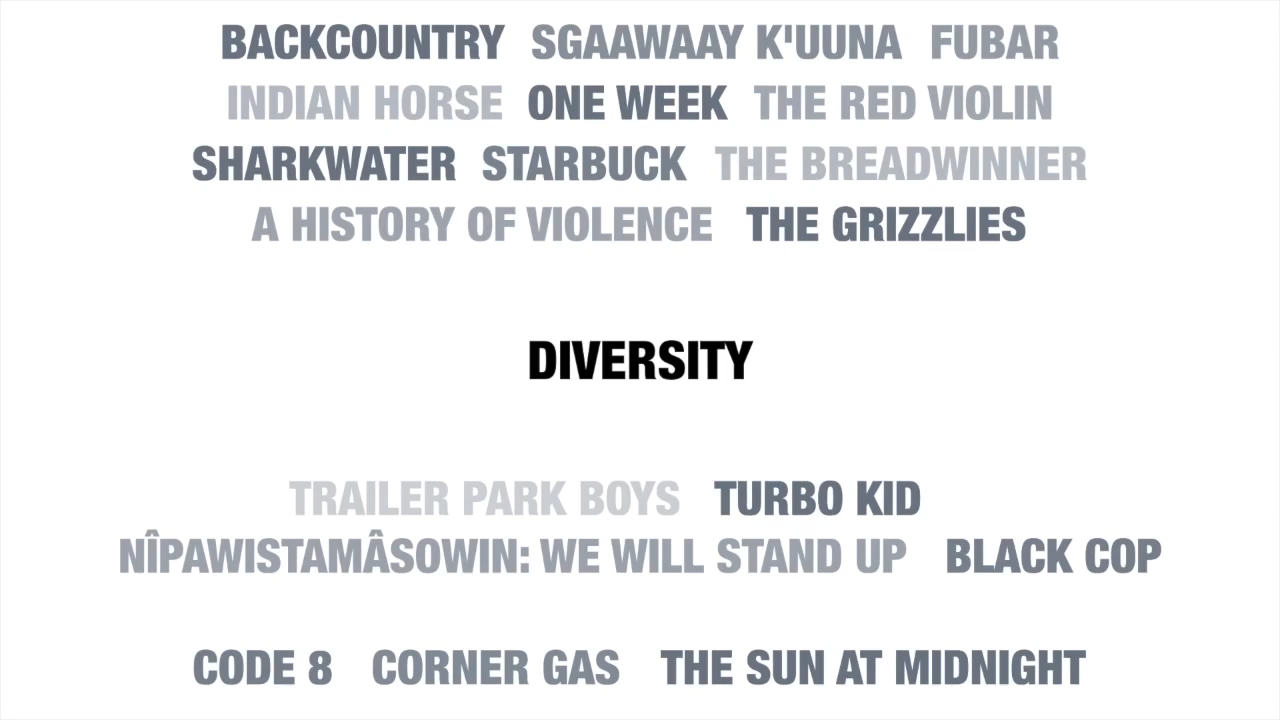 BACKCOUNTRY SGAAWAAY K'UUNA FUBAR
INDIAN HORSE ONE WEEK THE RED VIOLIN
SHARKWATER STARBUCK THE BREADWINNER
A HISTORY OF VIOLENCE THE GRIZZLIES
DIVERSITY
TRAILER PARK BOYS TURBO KID
NÎPAWISTAMÂSOWIN: WE WILL STAND UP BLACK COP
CODE 8 CORNER GAS THE SUN AT MIDNIGHT